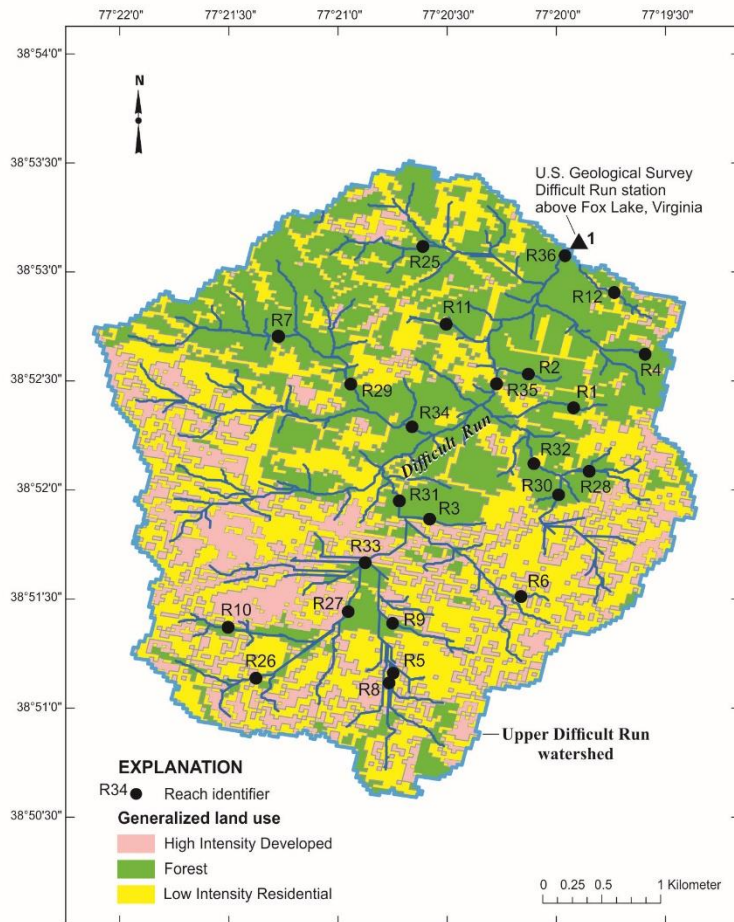 77°22'0" 77°21'30" 77°21'0" 77°20'30" 77°20'0" 77°19'30"
38°54'0"
N
38°53'30"
U.S. Geological Survey
Difficult Run station
above Fox Lake, Virginia
1
R36
R25
38°53'0"
R12
R11
R7
R4
R2
38°52'30"
R29
R35
R1
R34
Difficult Run
R32
R28
R30
38°52'0"
R31
R3
R33
R6
38°51'30"
R27
R10
R9
R26
R5
R8
38°51'0"
Upper Difficult Run
watershed
EXPLANATION
R34 Reach identifier
38°50'30"
Generalized land use
High Intensity Developed
Forest
Low Intensity Residential
0 0.25 0.5 1 Kilometer